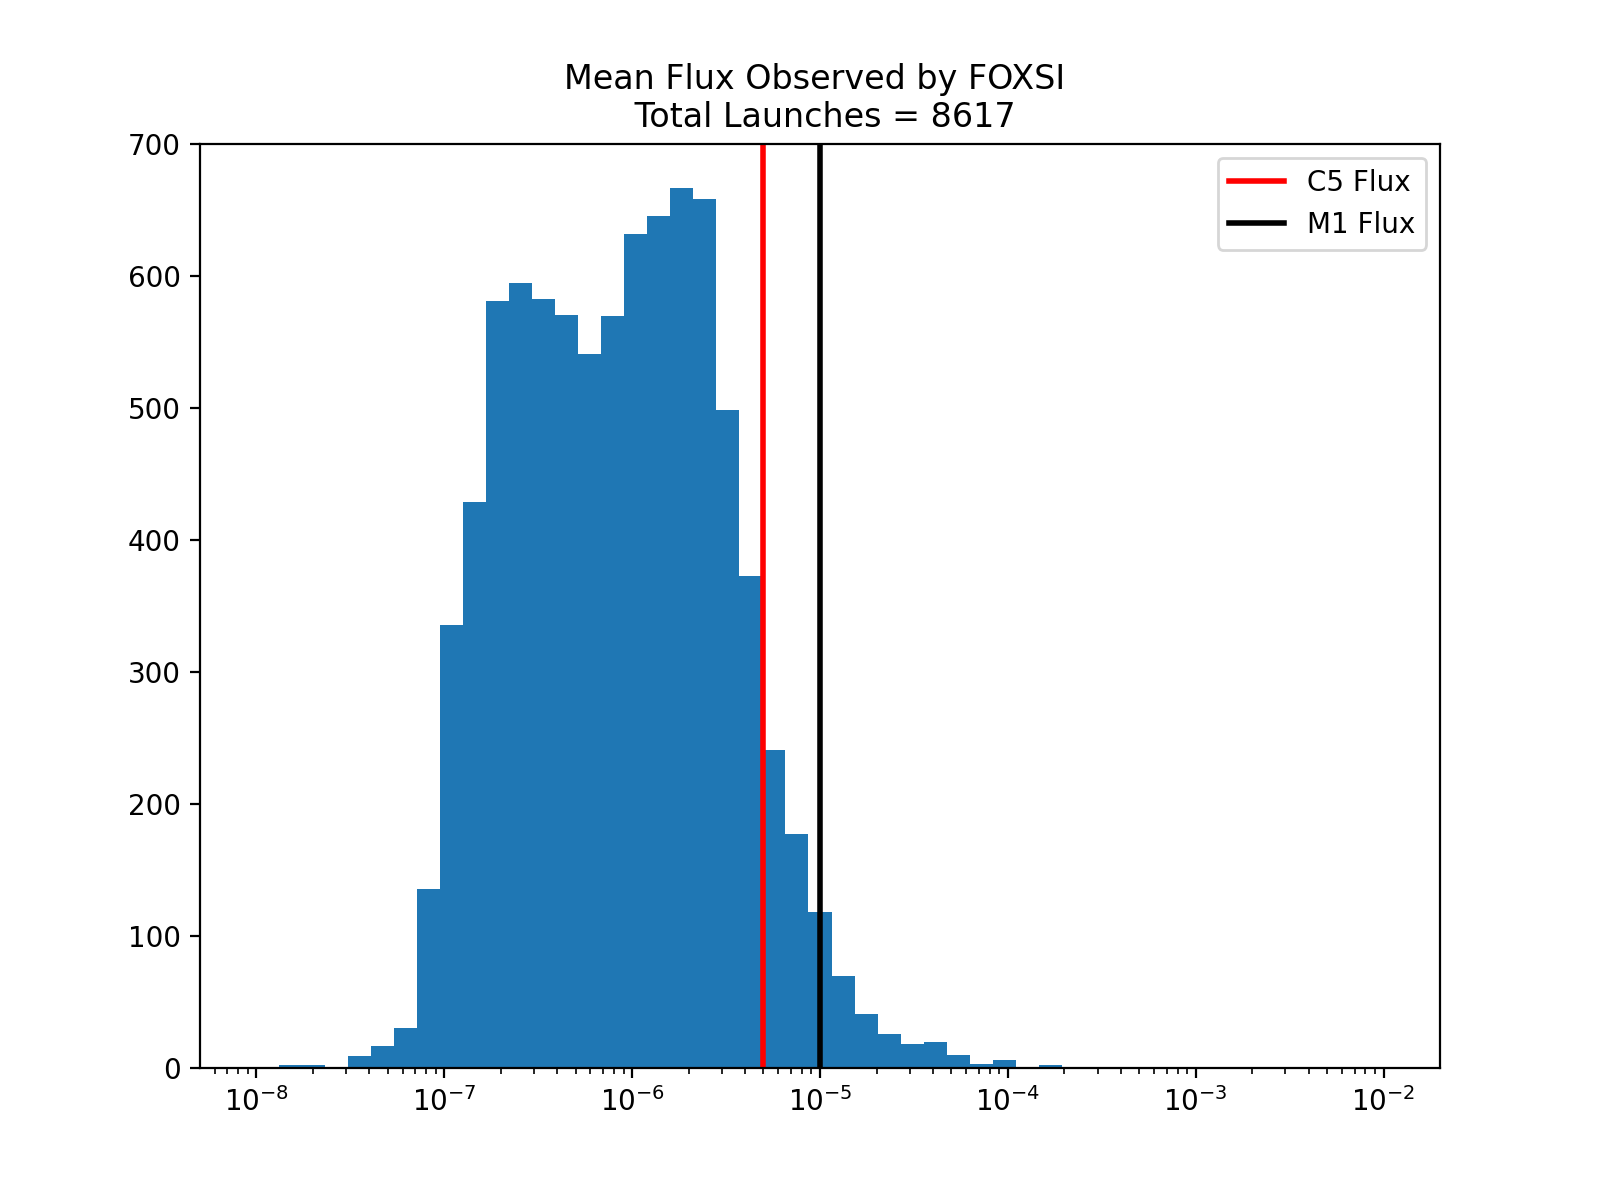 Mean Flux Observed by FOXSI
Total Launches = 8617
C5 Flux
M1 Flux
700
600
500
400
300
200
100
0
10⁻⁸ 10⁻⁷ 10⁻⁶ 10⁻⁵ 10⁻⁴ 10⁻³ 10⁻²